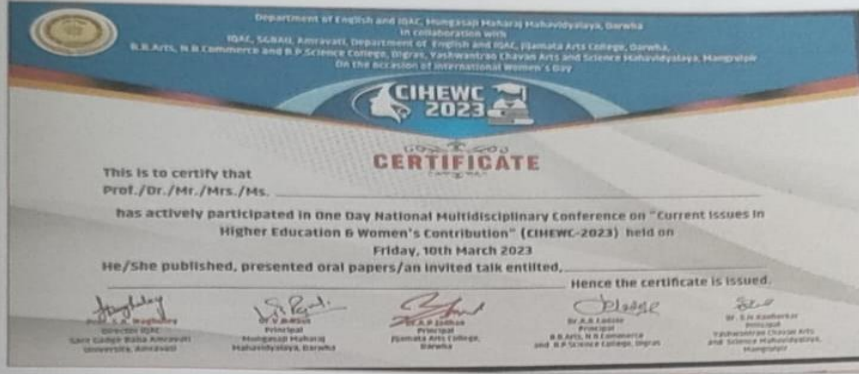 Department of English and IQAC, Mungasaji Maharaj Mahavidyalaya, Darwha
In collaboration with
IQAC, SGBAU, Amravati, Department of English and IQAC, Arts College, Darwha,
B.B.Arts, N.B Commerce and B.P.Science College, Digras, Yashwantrao Chavan Arts and Science Mahavidyalaya, Mangrulpir
On the occasion of International Women's Day
CIHEWC
2023
CERTIFICATE
This is to certify that
Prof./Dr./Mr./Mrs./Ms.
has actively participated in One Day National Multidisciplinary Conference on "Current Issues in
Higher Education & Women's Contribution" (CIHEWC-2023) held on
Friday, 10th March 2023
He/She published, presented oral papers/an invited talk entitled,
Hence the certificate is issued.
Director IQAC
Sant Gadge Baba Amravati
University, Amravati
Principal
Mungasaji Maharaj
Mahavidyalaya, Darwha
Principal
Arts College,
Darwha
Principal
B.B.Arts, N.B Commerce
and B.P Science College, Digras
Principal
Yashwantrao Chavan Arts
and Science Mahavidyalaya,
Mangrulpir